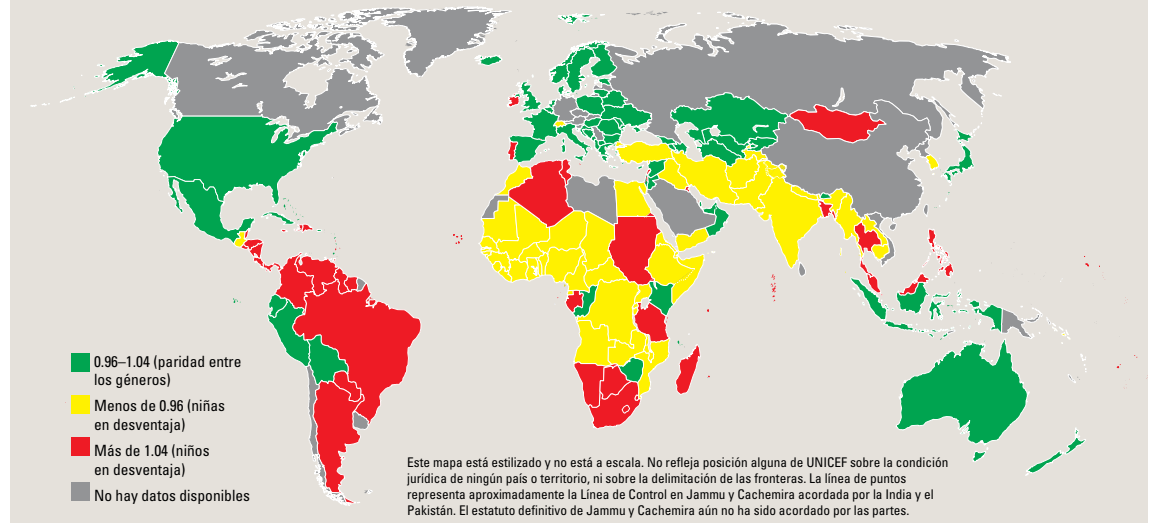 0.96–1.04 (paridad entre
los géneros)
Menos de 0.96 (niñas
en desventaja)
Más de 1.04 (niños
en desventaja)
No hay datos disponibles
Este mapa está estilizado y no está a escala. No refleja posición alguna de UNICEF sobre la condición
jurídica de ningún país o territorio, ni sobre la delimitación de las fronteras. La línea de puntos
representa aproximadamente la Línea de Control en Jammu y Cachemira acordada por la India y el
Pakistán. El estatuto definitivo de Jammu y Cachemira aún no ha sido acordado por las partes.